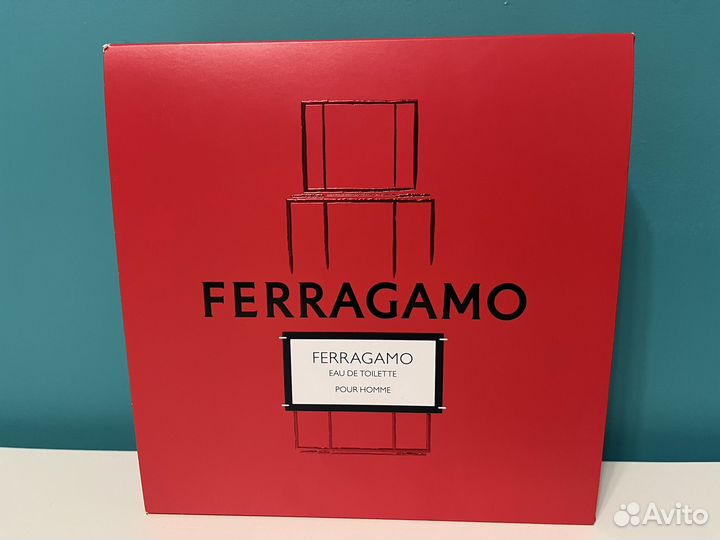 FERRAGAMO
FERRAGAMO
EAU DE TOILETTE
POUR HOMME
Avito